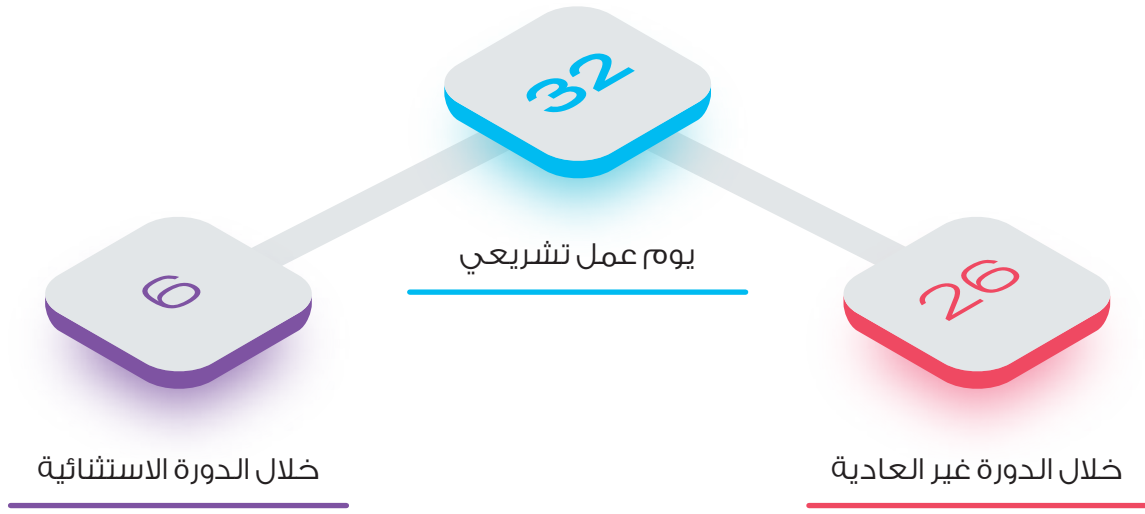 32
يوم عمل تشريعي
26
خلال الدورة غير العادية
6
خلال الدورة الاستثنائية